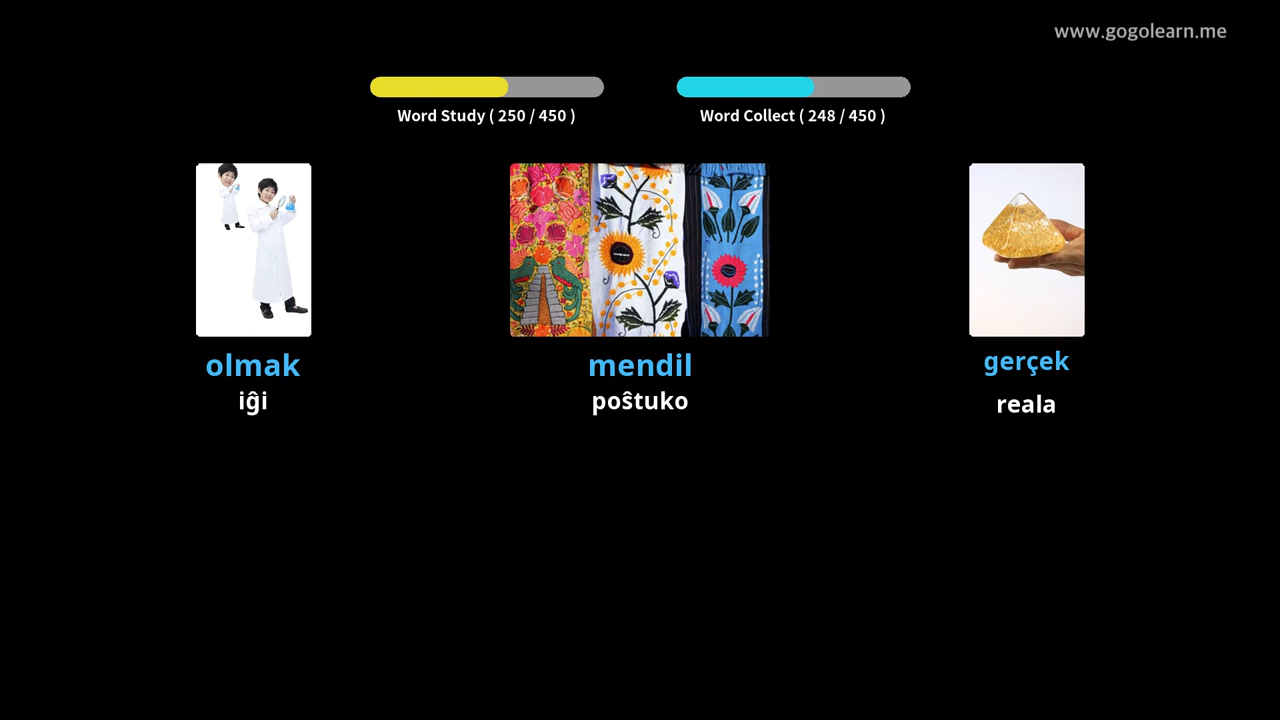 www.gogolearn.me
Word Study ( 250 / 450 )
Word Collect ( 248 / 450 )
olmak
iĝi
mendil
poŝtuko
gerçek
reala